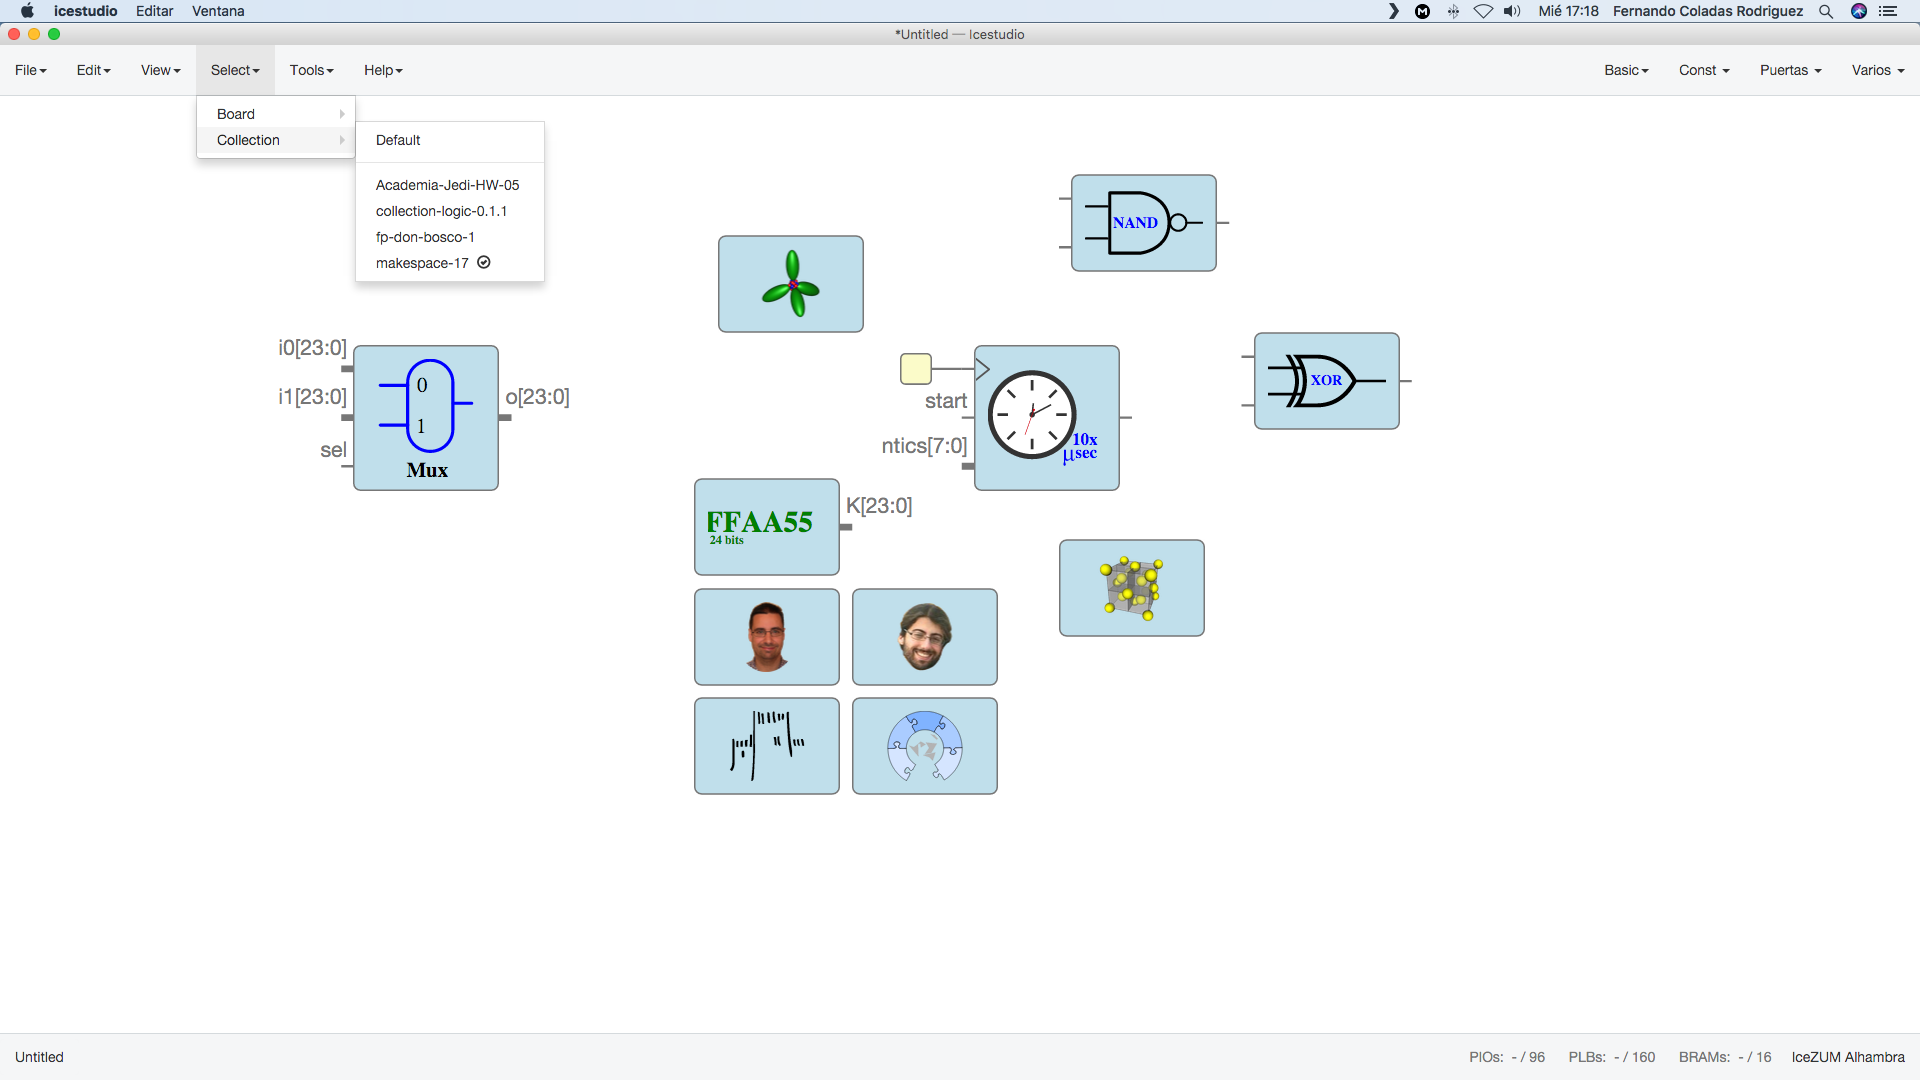 icestudio Editar Ventana Mié 17:18 Fernando Coladas Rodriguez
*Untitled — Icestudio
File Edit View Select Tools Help Basic Const Puertas Varios
Board
Collection
Default
Academia-Jedi-HW-05
collection-logic-0.1.1
fp-don-bosco-1
makespace-17
NAND
i0[23:0]
i1[23:0]
sel
0
1
Mux
o[23:0]
start
ntics[7:0]
10x
µsec
XOR
FFAA55
24 bits
K[23:0]
Untitled PIOs: - / 96 PLBs: - / 160 BRAMs: - / 16 IceZUM Alhambra